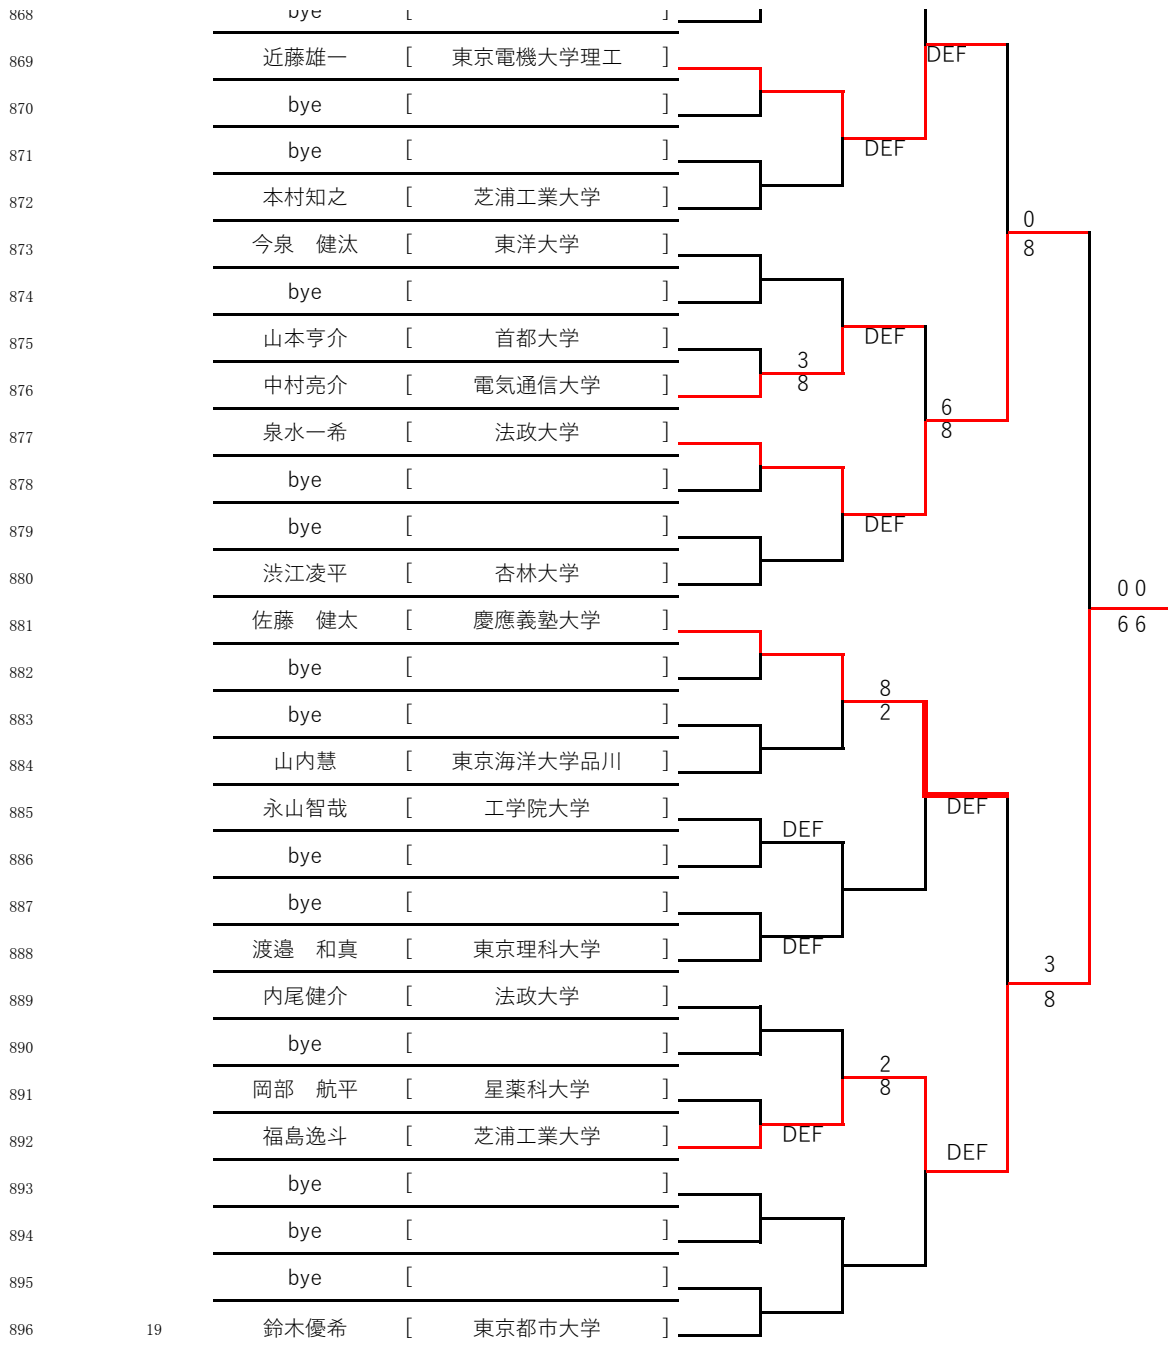 868 bye [ ]
869 近藤雄一 [ 東京電機大学理工 ] DEF
870 bye [ ]
871 bye [ ] DEF
872 本村知之 [ 芝浦工業大学 ] 0
873 今泉　健汰 [ 東洋大学 ] 8
874 bye [ ]
875 山本亨介 [ 首都大学 ] DEF
3
876 中村亮介 [ 電気通信大学 ] 8
6
877 泉水一希 [ 法政大学 ] 8
878 bye [ ]
879 bye [ ] DEF
880 渋江凌平 [ 杏林大学 ] 0 0
881 佐藤　健太 [ 慶應義塾大学 ] 6 6
882 bye [ ]
8
883 bye [ ] 2
884 山内慧 [ 東京海洋大学品川 ]
885 永山智哉 [ 工学院大学 ] DEF
DEF
886 bye [ ]
887 bye [ ]
888 渡邉　和真 [ 東京理科大学 ] DEF
3
889 内尾健介 [ 法政大学 ] 8
890 bye [ ]
2
891 岡部　航平 [ 星薬科大学 ] 8
892 福島逸斗 [ 芝浦工業大学 ] DEF
DEF
893 bye [ ]
894 bye [ ]
895 bye [ ]
896 19 鈴木優希 [ 東京都市大学 ]